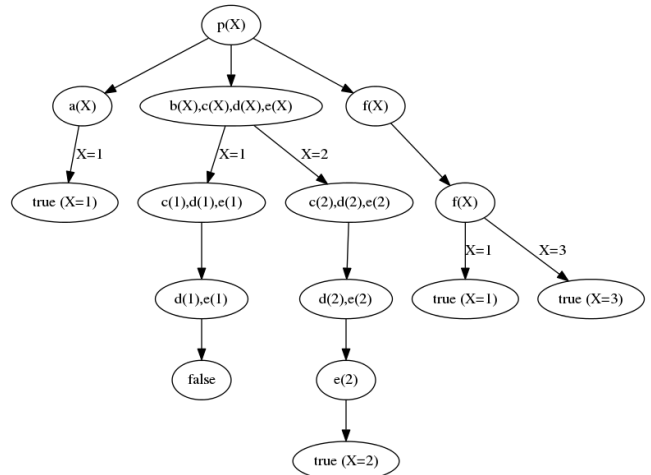 p(X)
a(X)
b(X),c(X),d(X),e(X)
f(X)
X=1
X=1
X=2
true (X=1)
c(1),d(1),e(1)
c(2),d(2),e(2)
f(X)
X=1
X=3
d(1),e(1)
d(2),e(2)
true (X=1)
true (X=3)
false
e(2)
true (X=2)